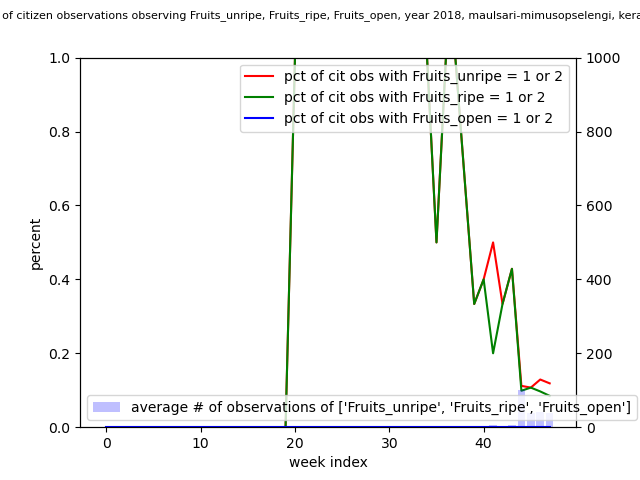 of citizen observations observing Fruits_unripe, Fruits_ripe, Fruits_open, year 2018, maulsari-mimusopselengi,
1.0 1000
pct of cit obs with Fruits_unripe = 1 or 2
pct of cit obs with Fruits_ripe = 1 or 2
pct of cit obs with Fruits_open = 1 or 2
0.8 800
0.6 600
percent
0.4 400
0.2 200
average # of observations of ['Fruits_unripe', 'Fruits_ripe', 'Fruits_open']
0.0 0
0 10 20 30 40
week index